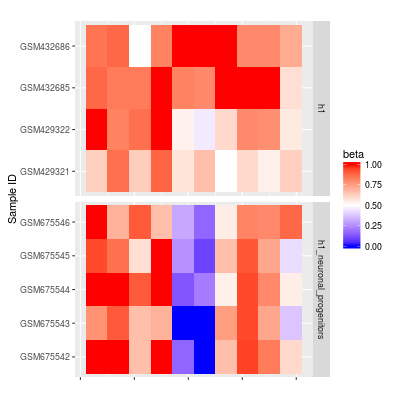 GSM432686
GSM432685
GSM429322
GSM429321
h1
GSM675546
GSM675545
GSM675544
GSM675543
GSM675542
h1_neuronal_progenitors
Sample ID
beta
1.00
0.75
0.50
0.25
0.00